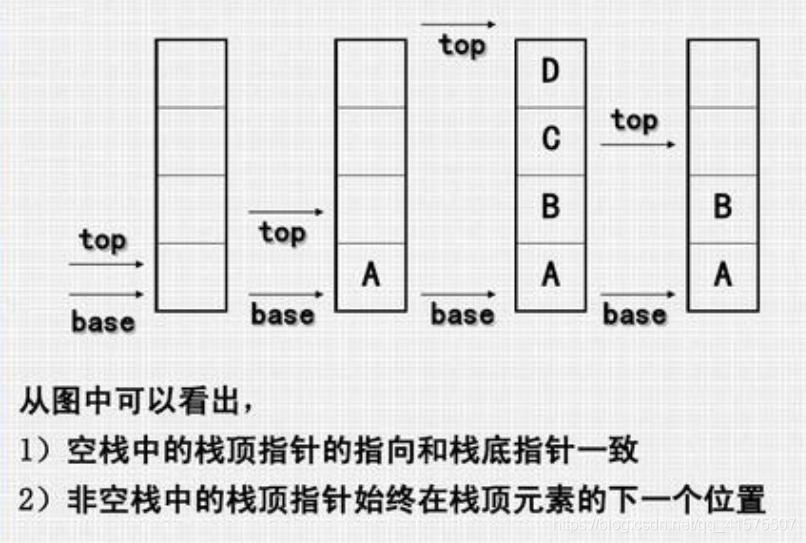 top
top
D
C
top
top
B
B
A
A
A
base
base
base
base
从图中可以看出，
1）空栈中的栈顶指针的指向和栈底指针一致
2）非空栈中的栈顶指针始终在栈顶元素的下一个位置
https://blog.csdn.net/qq_41575507